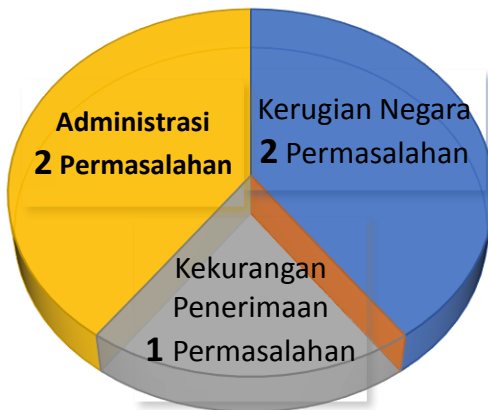 Administrasi
2 Permasalahan
Kerugian Negara
2 Permasalahan
Kekurangan
Penerimaan
1 Permasalahan